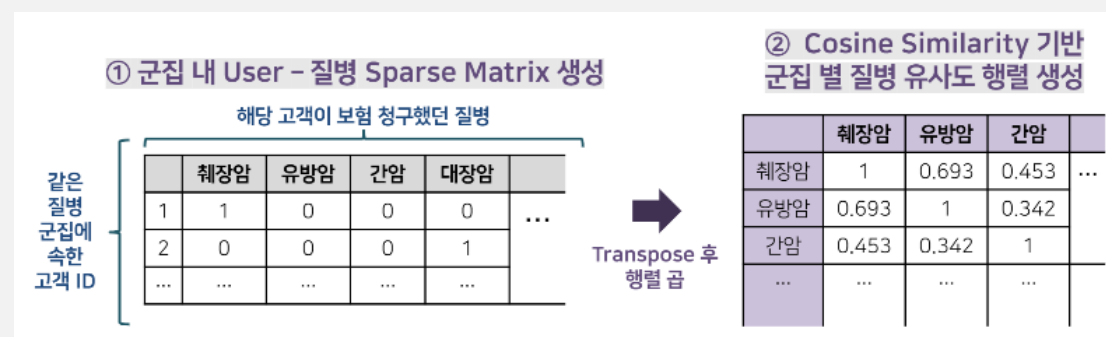 ① 군집 내 User – 질병 Sparse Matrix 생성
해당 고객이 보험 청구했던 질병
같은
질병
군집에
속한
고객 ID
췌장암 유방암 간암 대장암
1 1 0 0 0 ...
2 0 0 0 1
... ... ... ... ...
Transpose 후
행렬 곱
② Cosine Similarity 기반
군집 별 질병 유사도 행렬 생성
췌장암 유방암 간암
췌장암 1 0.693 0.453 ...
유방암 0.693 1 0.342
간암 0.453 0.342 1
... ... ... ...